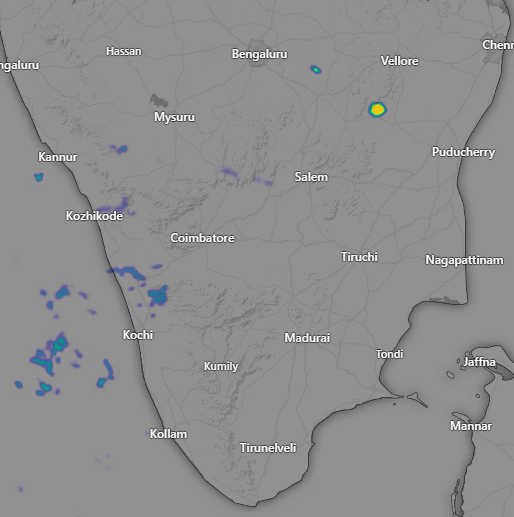 Hassan
Bengaluru
Chenn
ngaluru
Vellore
Mysuru
Kannur
Puducherry
Salem
Kozhikode
Coimbatore
Tiruchi
Nagapattinam
Kochi
Madurai
Tondi
Jaffna
Kumily
Mannar
Kollam
Tirunelveli